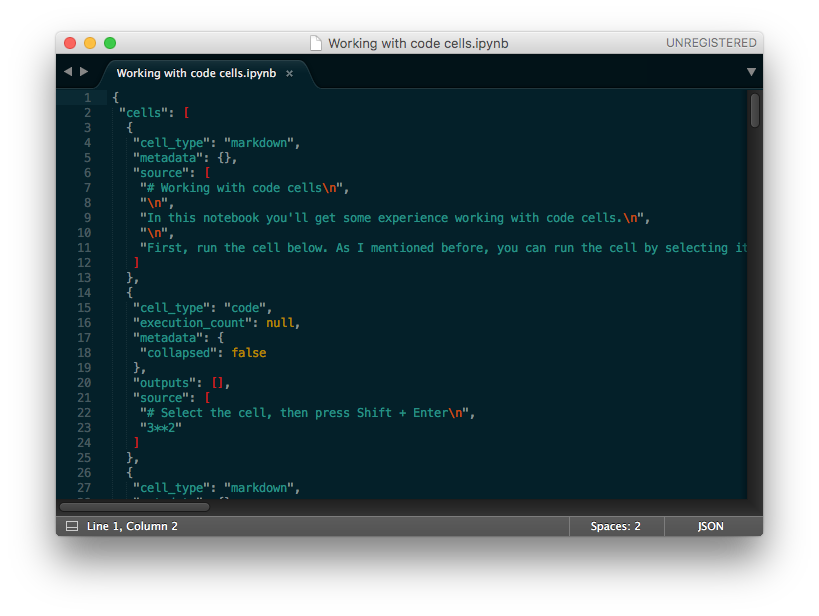 Working with code cells.ipynb
UNREGISTERED
Working with code cells.ipynb ×
1 {
2 "cells": [
3 {
4 "cell_type": "markdown",
5 "metadata": {},
6 "source": [
7 "# Working with code cells\n",
8 "\n",
9 "In this notebook you'll get some experience working with code cells.\n",
10 "\n",
11 "First, run the cell below. As I mentioned before, you can run the cell by selecting it
12 ]
13 },
14 {
15 "cell_type": "code",
16 "execution_count": null,
17 "metadata": {
18 "collapsed": false
19 },
20 "outputs": [],
21 "source": [
22 "# Select the cell, then press Shift + Enter\n",
23 "3**2"
24 ]
25 },
26 {
27 "cell_type": "markdown",
Line 1, Column 2
Spaces: 2
JSON